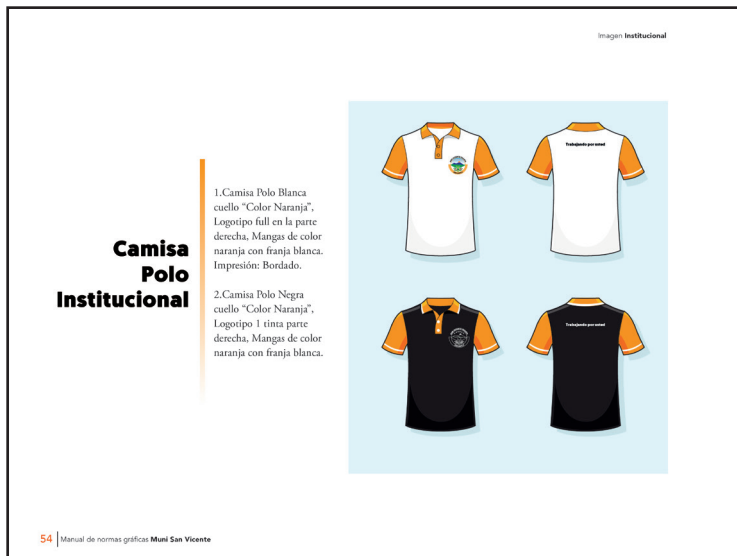 Imagen Institucional
Camisa
Polo
Institucional
1.Camisa Polo Blanca
cuello “Color Naranja”,
Logotipo full en la parte
derecha, Mangas de color
naranja con franja blanca.
Impresión: Bordado.
2.Camisa Polo Negra
cuello “Color Naranja”,
Logotipo 1 tinta parte
derecha, Mangas de color
naranja con franja blanca.
Trabajando por usted
Trabajando por usted
54 Manual de normas gráficas Muni San Vicente